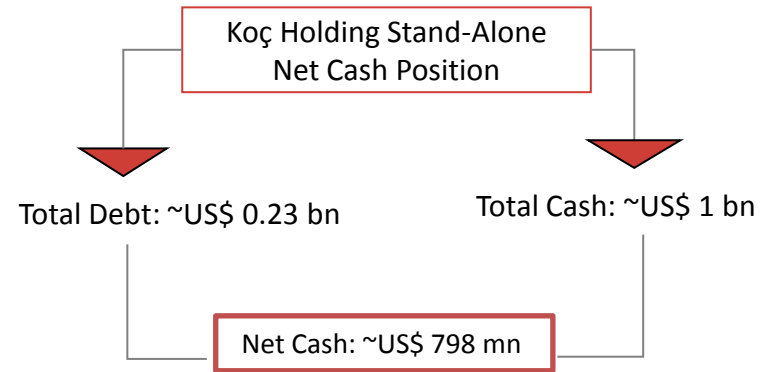 Koç Holding Stand-Alone
Net Cash Position
Total Debt: ~US$ 0.23 bn
Total Cash: ~US$ 1 bn
Net Cash: ~US$ 798 mn